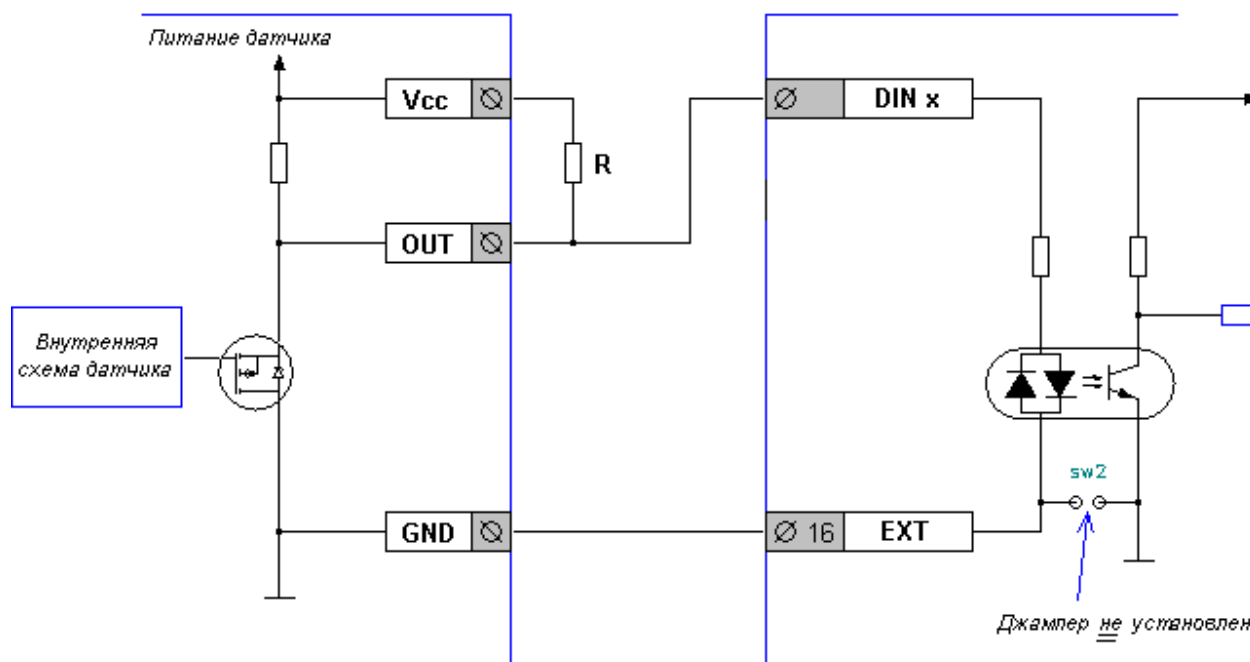 Питание датчика
Vcc
DIN x
R
OUT
Внутренняя
схема датчика
sw2
GND
16
EXT
Джампер не установлен